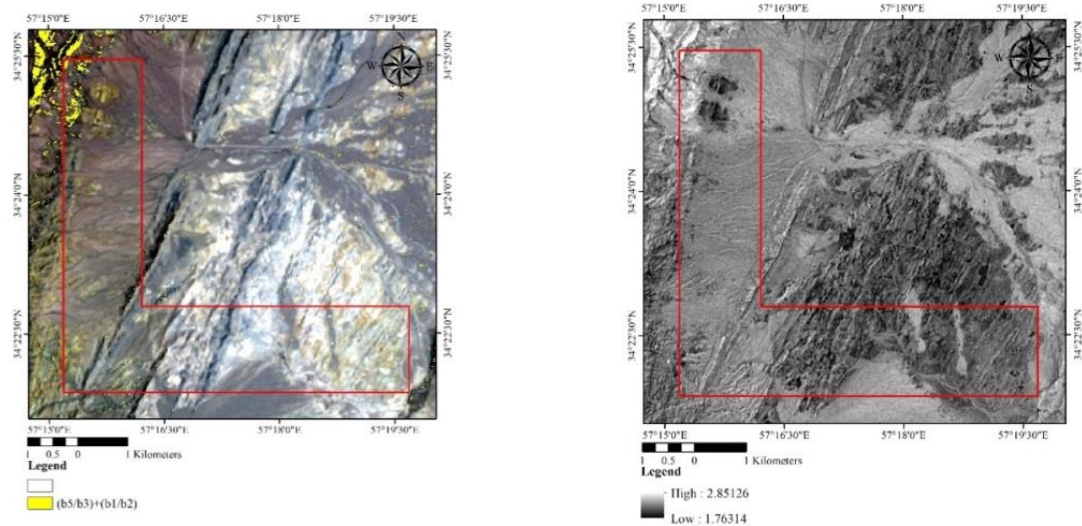 57°15'0"E 57°16'30"E 57°18'0"E 57°19'30"E
34°25'30"N 34°25'30"N
34°24'0"N 34°24'0"N
34°22'30"N 34°22'30"N
W E
S
57°15'0"E 57°16'30"E 57°18'0"E 57°19'30"E
1 0.5 0 1 Kilometers
Legend
(b5/b3)+(b1/b2)
57°15'0"E 57°16'30"E 57°18'0"E 57°19'30"E
34°25'30"N 34°25'30"N
34°24'0"N 34°24'0"N
34°22'30"N 34°22'30"N
W E
S
57°15'0"E 57°16'30"E 57°18'0"E 57°19'30"E
1 0.5 0 1 Kilometers
Legend
High : 2.85126
Low : 1.76314